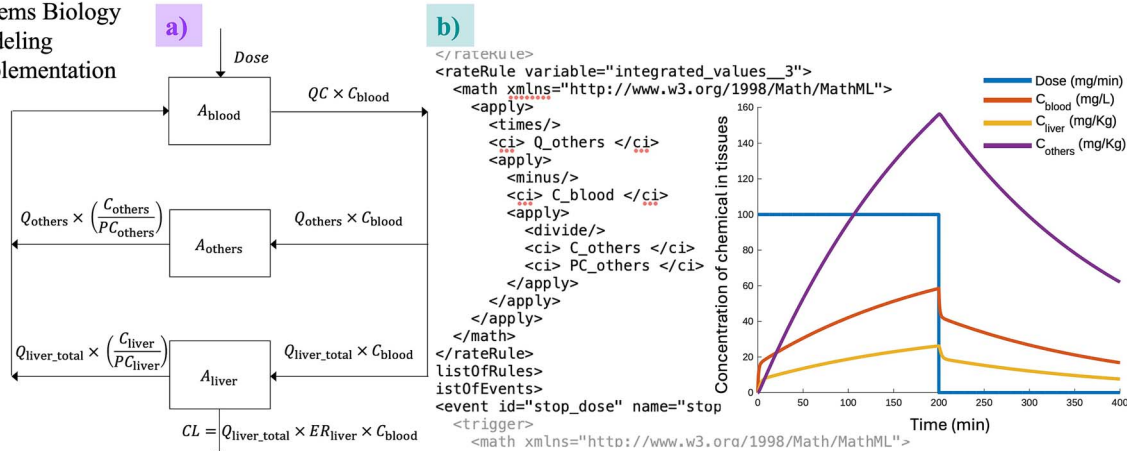 ems Biology
deling
plementation
a)
Dose
A_blood
QC × C_blood
Q_others × (C_others / PC_others)
A_others
Q_others × C_blood
Q_liver_total × (C_liver / PC_liver)
A_liver
Q_liver_total × C_blood
CL = Q_liver_total × ER_liver × C_blood
b)
</rateRule>
<rateRule variable="integrated_values__3">
<math xmlns="http://www.w3.org/1998/Math/MathML">
<apply>
<times/>
<ci> Q_others </ci>
<apply>
<minus/>
<ci> C_blood </ci>
<apply>
<divide/>
<ci> C_others </ci>
<ci> PC_others </ci>
</apply>
</apply>
</apply>
</math>
</rateRule>
listOfRules>
istOfEvents>
<event id="stop_dose" name="stop
<trigger>
<math xmlns="http://www.w3.org/1998/Math/MathML">
Dose (mg/min)
C_blood (mg/L)
C_liver (mg/Kg)
C_others (mg/Kg)
Concentration of chemical in tissues
160
140
120
100
80
60
40
20
0
0 50 100 150 200 250 300 350 400
Time (min)